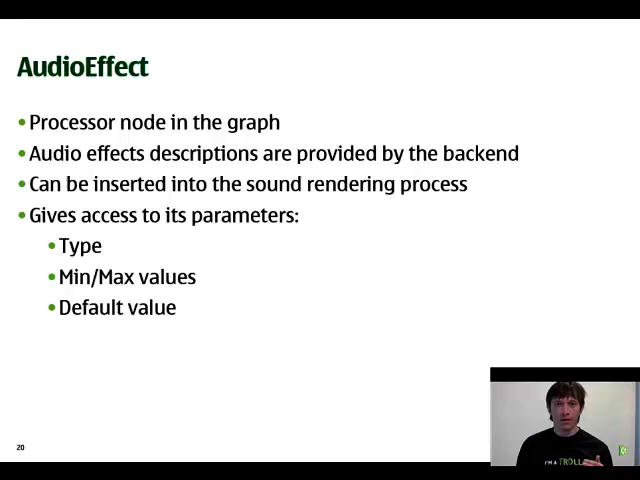 AudioEffect
• Processor node in the graph
• Audio effects descriptions are provided by the backend
• Can be inserted into the sound rendering process
• Gives access to its parameters:
• Type
• Min/Max values
• Default value
I'M A TROLL
20